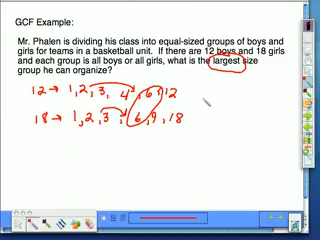 GCF Example:
Mr. Phalen is dividing his class into equal-sized groups of boys and
girls for teams in a basketball unit. If there are 12 boys and 18 girls
and each group is all boys or all girls, what is the largest size
group he can organize?
12 → 1, 2, 3, 4, 6, 12
18 → 1, 2, 3, 6, 9, 18